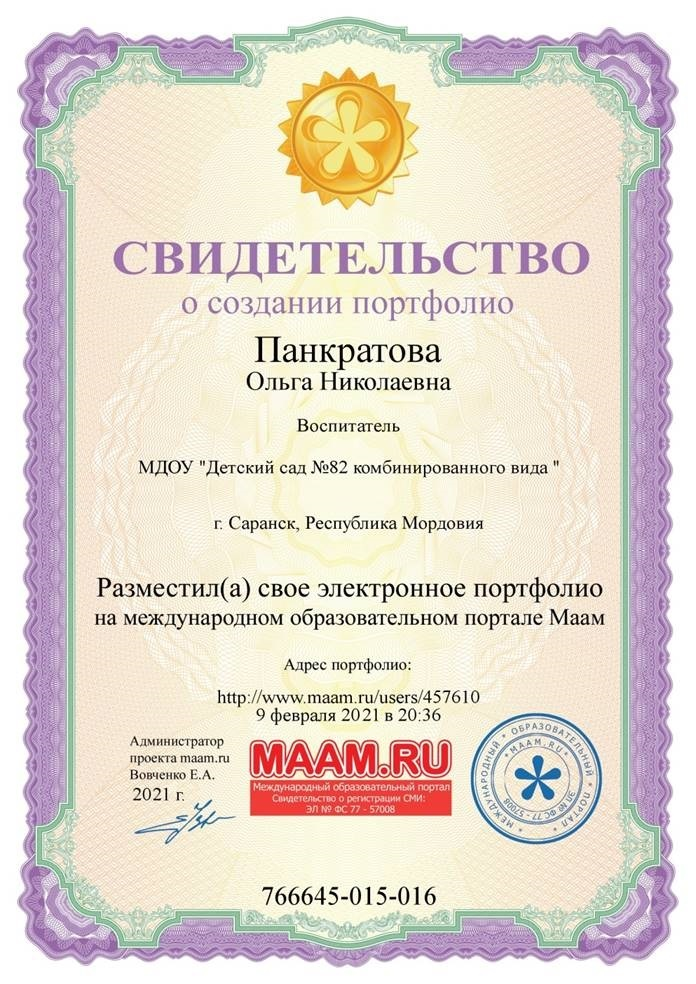 СВИДЕТЕЛЬСТВО
о создании портфолио
Панкратова
Ольга Николаевна
Воспитатель
МДОУ "Детский сад №82 комбинированного вида "
г. Саранск, Республика Мордовия
Разместил(а) свое электронное портфолио
на международном образовательном портале Маам
Адрес портфолио:
http://www.maam.ru/users/457610
9 февраля 2021 в 20:36
Администратор
проекта maam.ru
Вовченко Е.А.
2021 г.
MAAM.RU
Международный образовательный портал
Свидетельство о регистрации СМИ:
ЭЛ № ФС 77 - 57008
* МЕЖДУНАРОДНЫЙ * ОБРАЗОВАТЕЛЬНЫЙ * ПОРТАЛ
* MAAM.RU *
ЭЛ № ФС 77 - 57008
766645-015-016